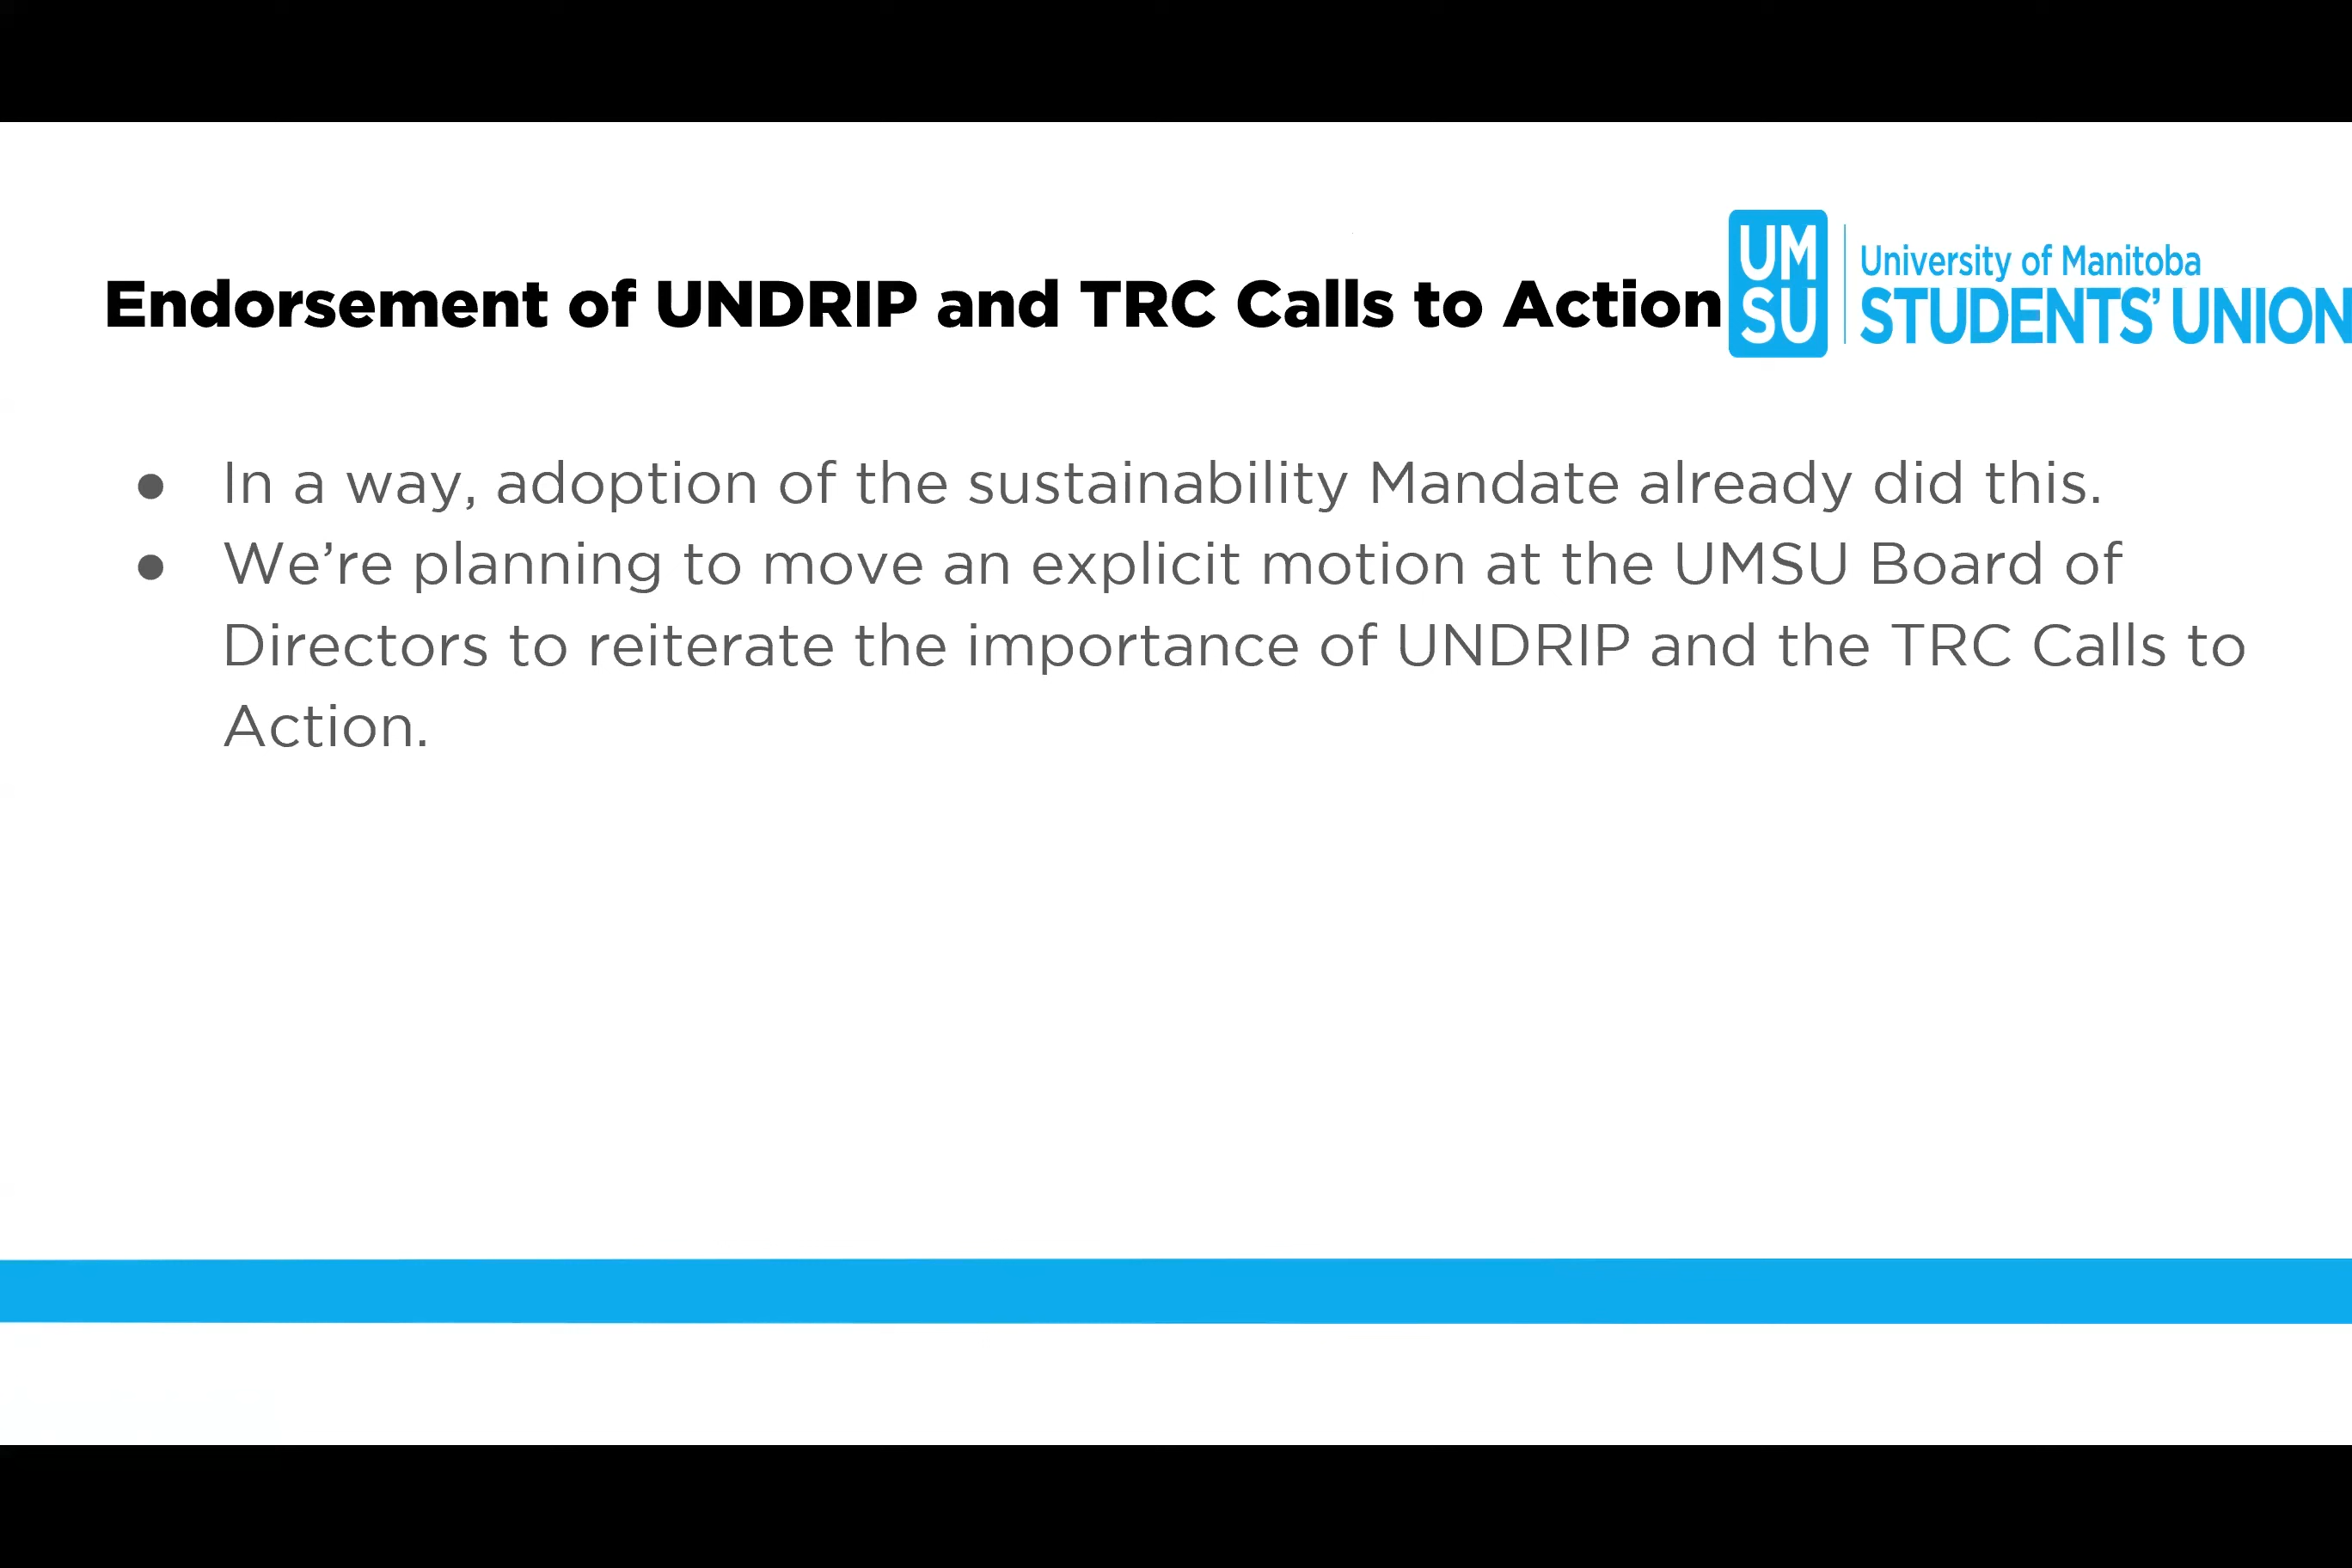 Endorsement of UNDRIP and TRC Calls to Action
UM
SU
University of Manitoba
STUDENTS' UNION
● In a way, adoption of the sustainability Mandate already did this.
● We’re planning to move an explicit motion at the UMSU Board of
Directors to reiterate the importance of UNDRIP and the TRC Calls to
Action.